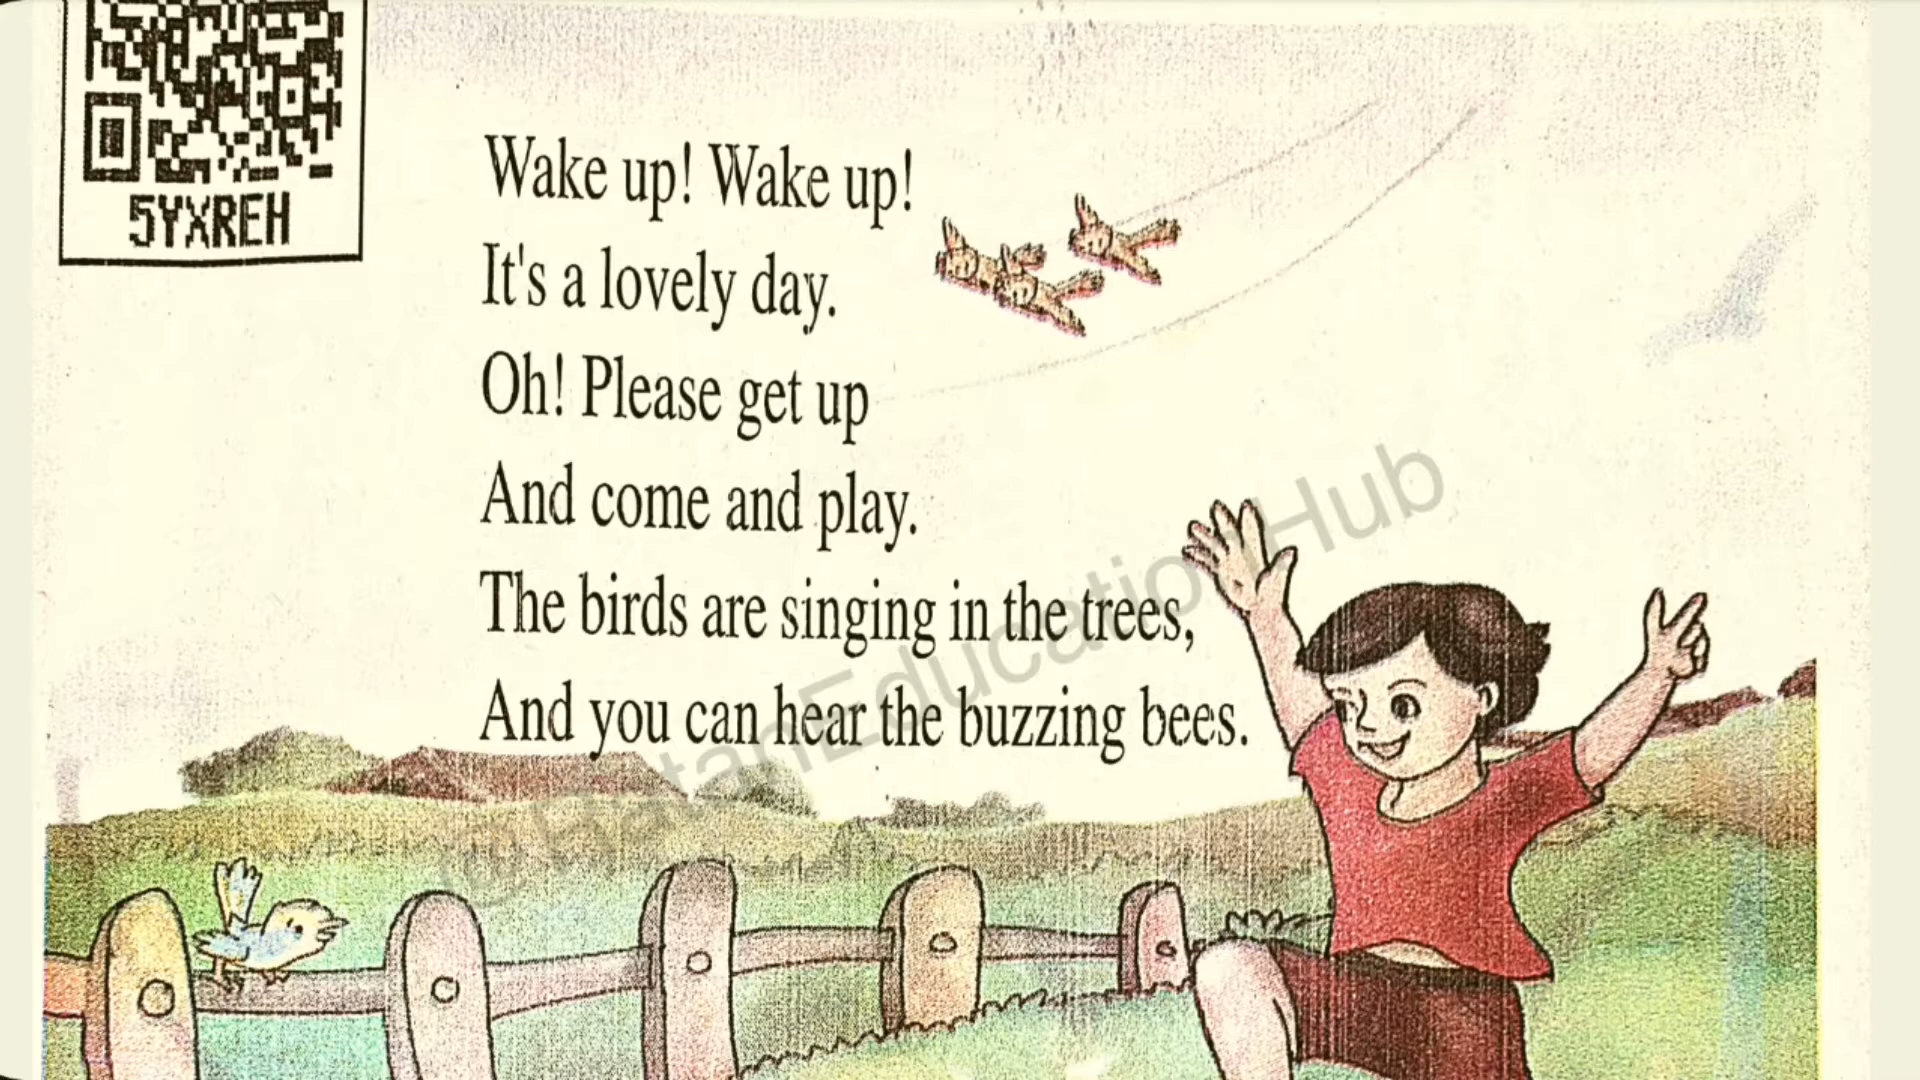 5YXREH
Wake up! Wake up!
It's a lovely day.
Oh! Please get up
And come and play.
The birds are singing in the trees,
And you can hear the buzzing bees.
@RatanEducationHub